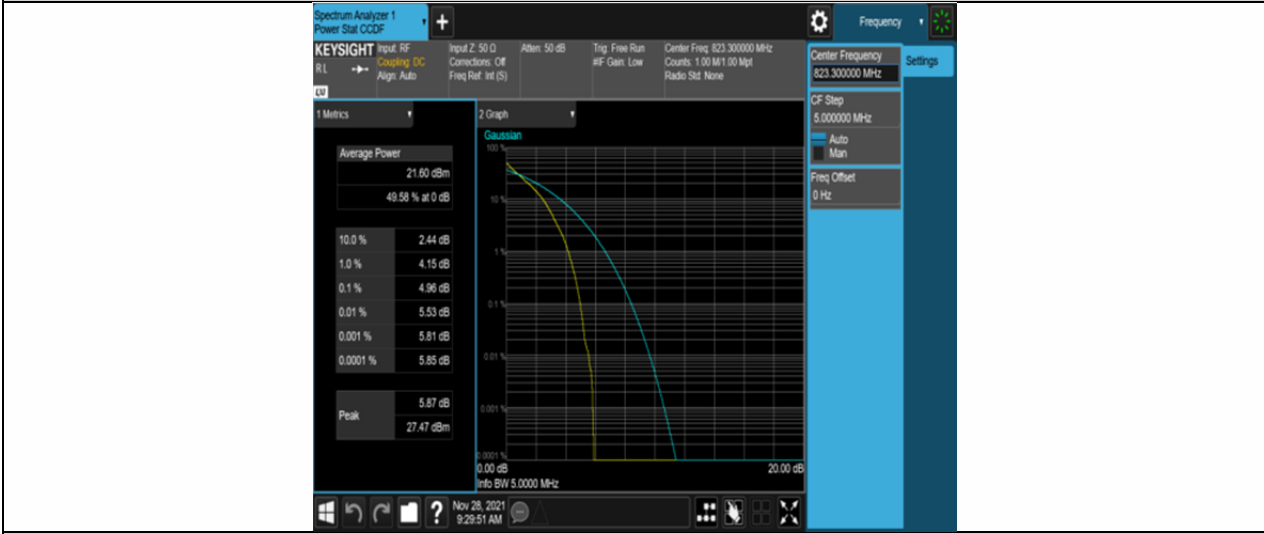 Spectrum Analyzer 1
Power Stat CCDF
Frequency
KEYSIGHT
Input: RF
Coupling: DC
Align: Auto
RL
Input Z: 50 Ω
Corrections: Off
Freq Ref: Int (S)
Atten: 50 dB
Trig: Free Run
#IF Gain: Low
Center Freq: 823.300000 MHz
Counts: 1.00 M/1.00 Mpt
Radio Std: None
Center Frequency
823.300000 MHz
Settings
CF Step
5.000000 MHz
Auto
Man
Freq Offset
0 Hz
1 Metrics
Average Power
21.60 dBm
49.58 % at 0 dB
10.0 % 2.44 dB
1.0 % 4.15 dB
0.1 % 4.96 dB
0.01 % 5.53 dB
0.001 % 5.81 dB
0.0001 % 5.85 dB
Peak
5.87 dB
27.47 dBm
2 Graph
Gaussian
100 %
10 %
1 %
0.1 %
0.01 %
0.001 %
0.0001 %
0.00 dB
20.00 dB
Info BW 5.0000 MHz
Nov 28, 2021
9:29:51 AM